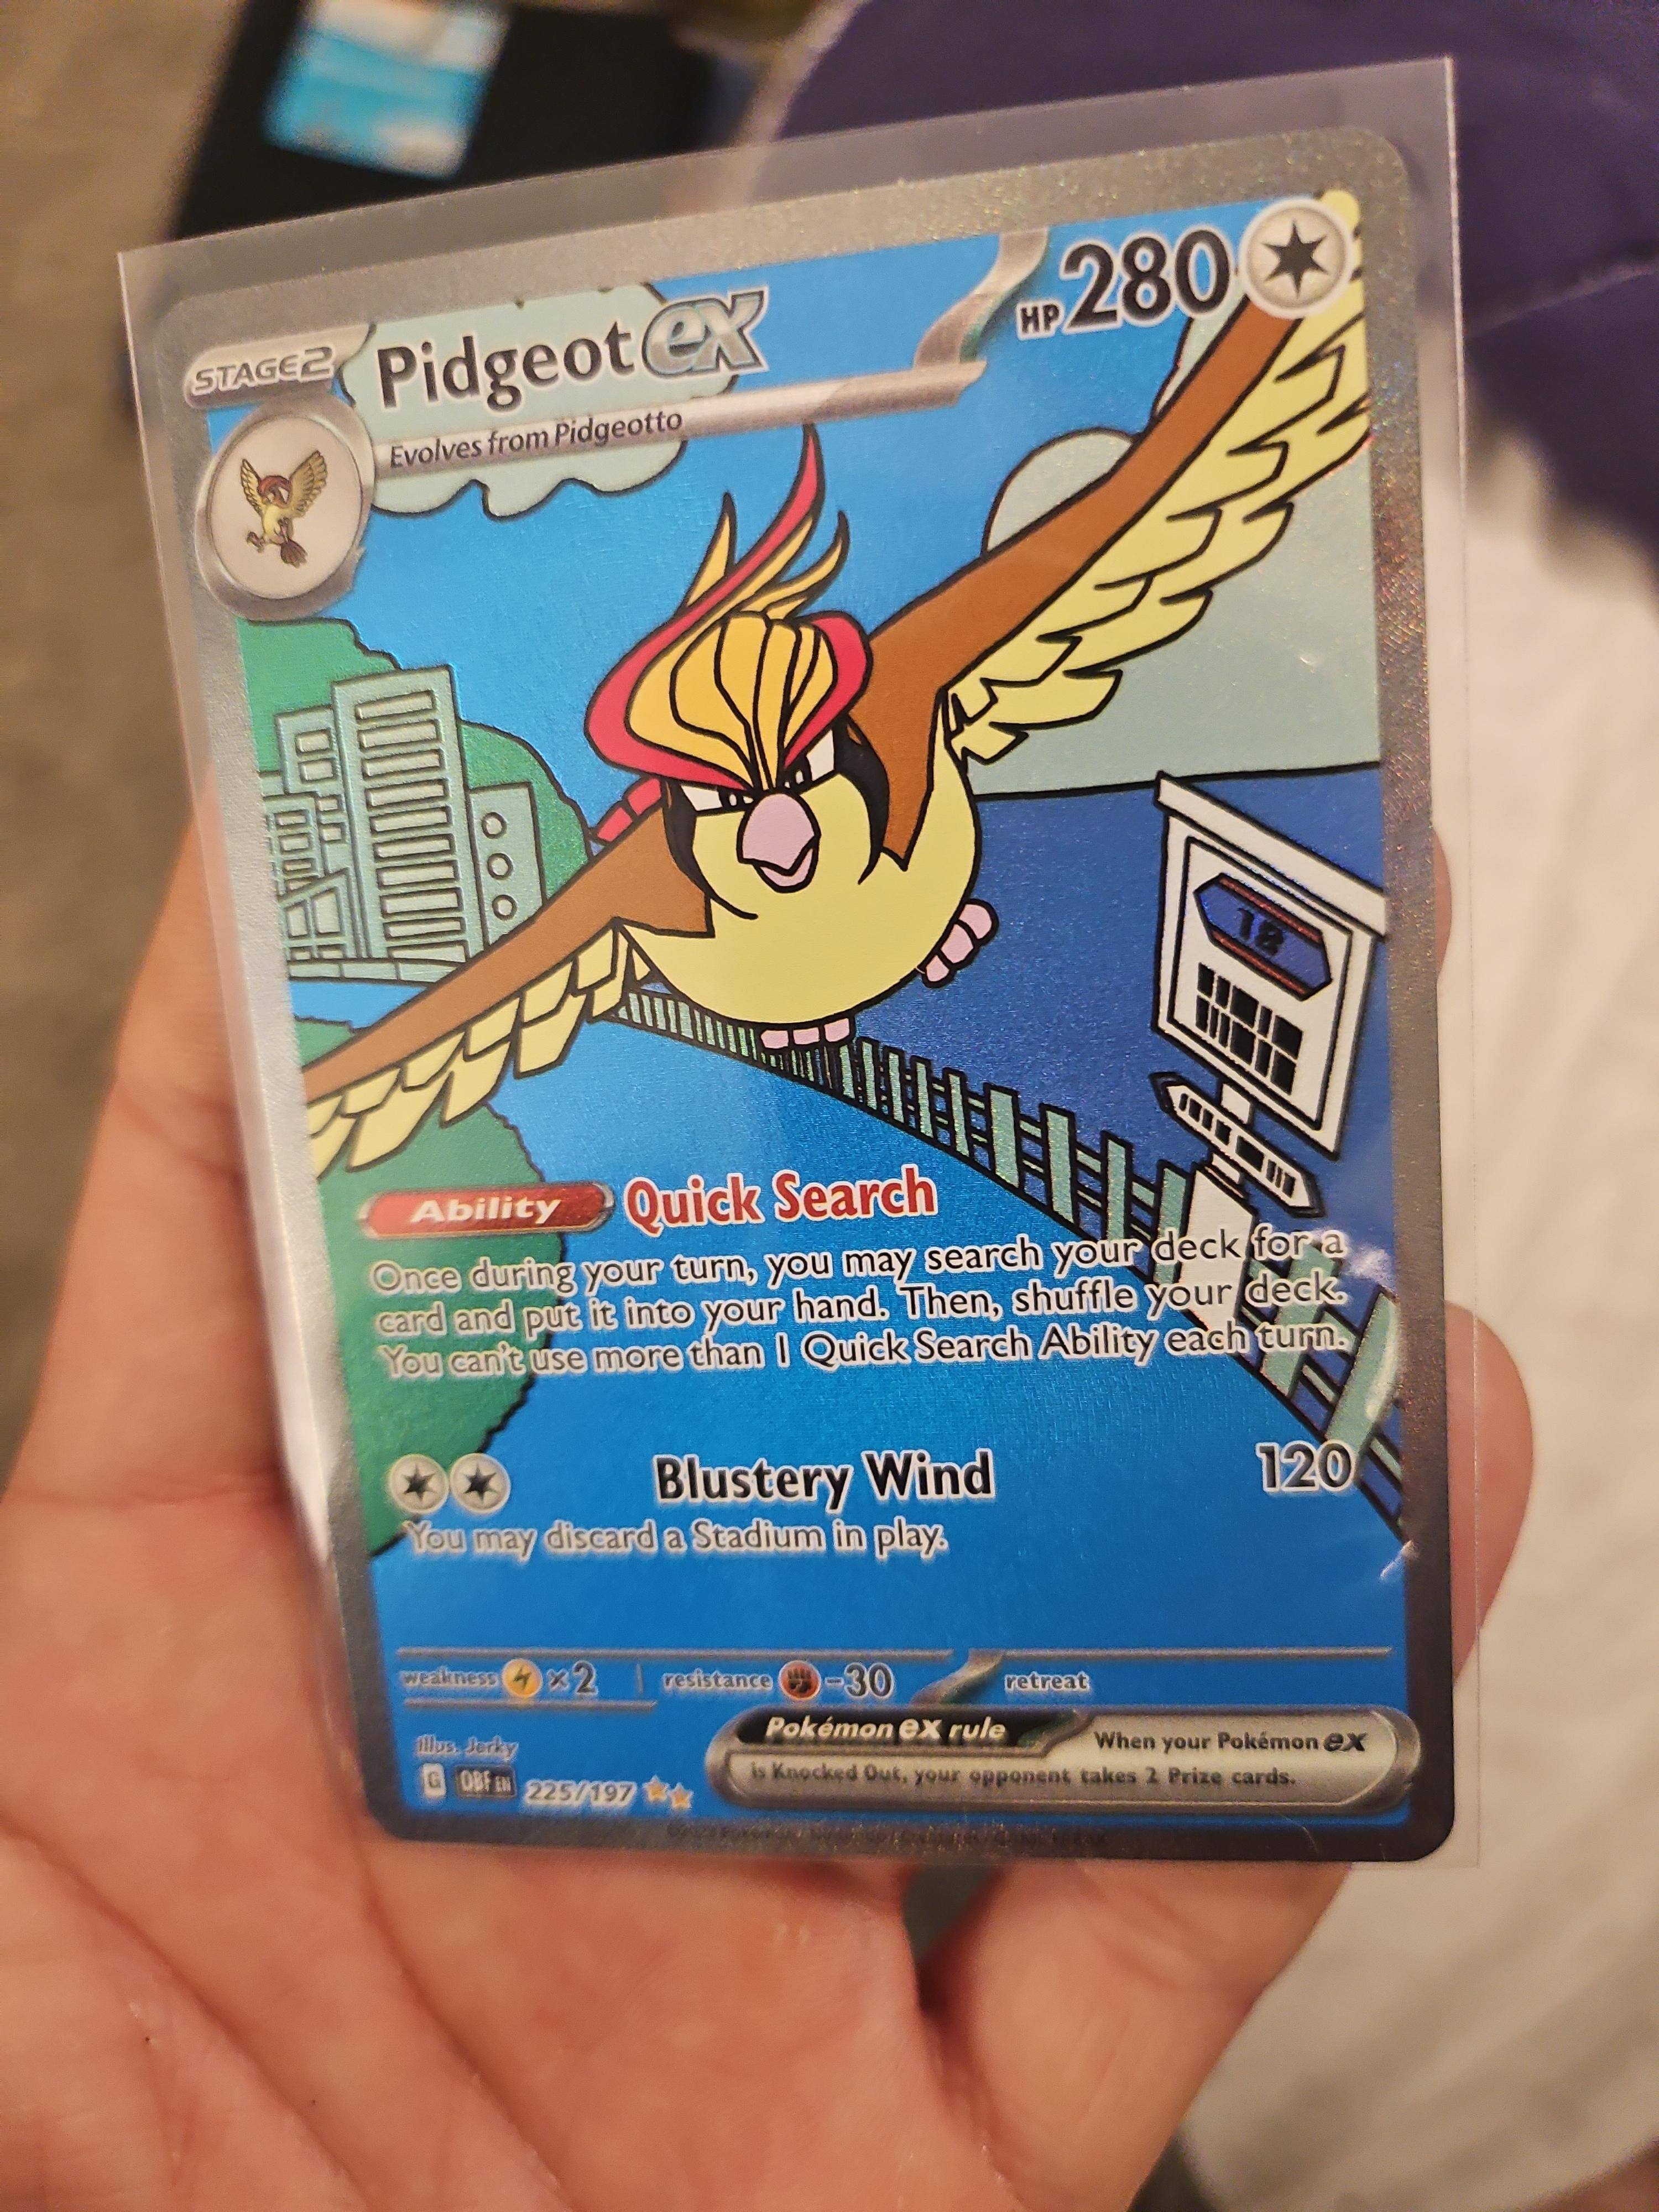 STAGE2
Pidgeot ex
HP 280
Evolves from Pidgeotto
18
Ability Quick Search
Once during your turn, you may search your deck for a
card and put it into your hand. Then, shuffle your deck.
You can't use more than 1 Quick Search Ability each turn.
Blustery Wind 120
You may discard a Stadium in play.
weakness ×2 resistance -30 retreat
Pokémon ex rule When your Pokémon ex
is Knocked Out, your opponent takes 2 Prize cards.
Illus. Jerky
G OBF EN 225/197